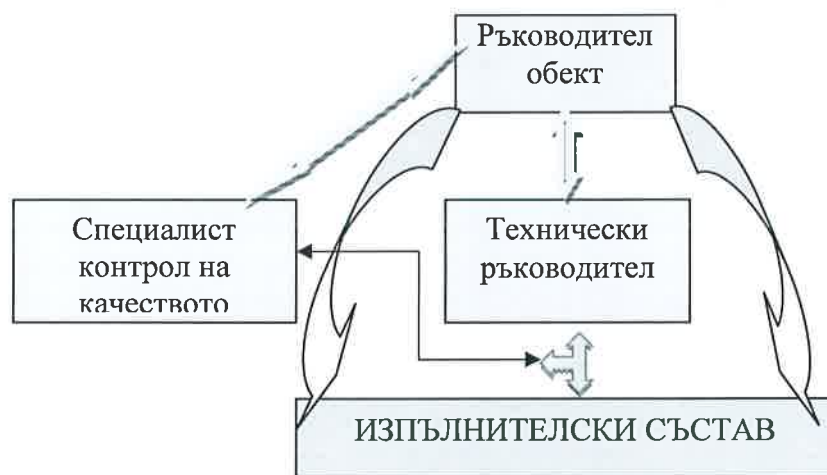 Ръководител
обект
Специалист
контрол на
качеството
Технически
ръководител
ИЗПЪЛНИТЕЛСКИ СЪСТАВ